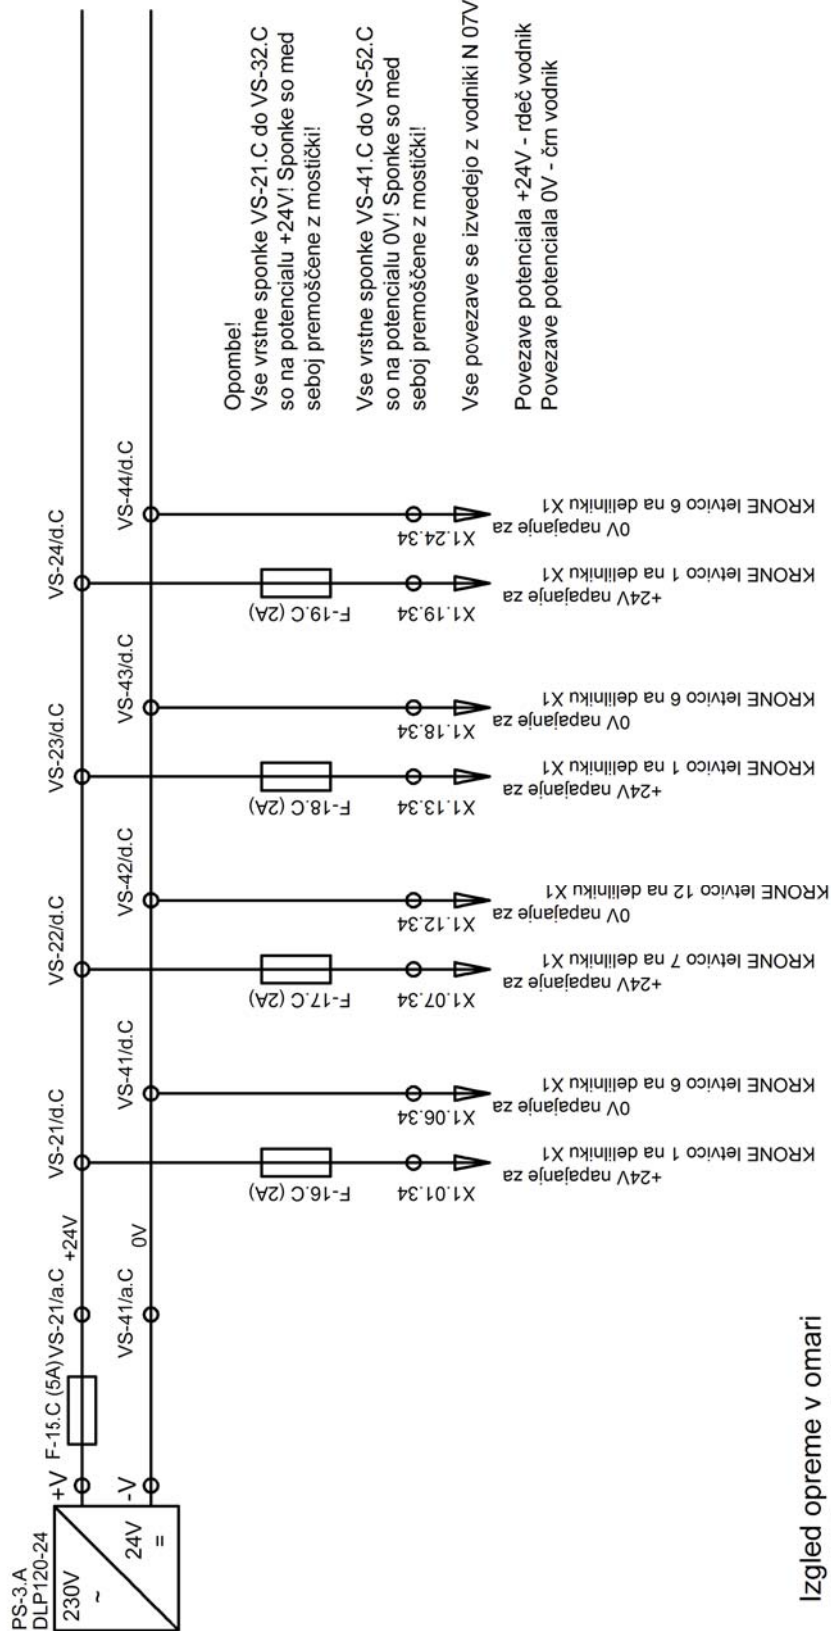 PS-3.A
DLP120-24
230V
~
24V
=
+V
-V
F-15.C (5A)
VS-21/a.C
+24V
VS-41/a.C
0V
VS-21/d.C
VS-41/d.C
VS-22/d.C
VS-42/d.C
VS-23/d.C
VS-43/d.C
VS-24/d.C
VS-44/d.C
F-16.C (2A)
F-17.C (2A)
F-18.C (2A)
F-19.C (2A)
X1.01.34
X1.06.34
X1.07.34
X1.12.34
X1.13.34
X1.18.34
X1.19.34
X1.24.34
+24V napajanje za
KRONE letvico 1 na delilniku X1
0V napajanje za
KRONE letvico 6 na delilniku X1
+24V napajanje za
KRONE letvico 7 na delilniku X1
0V napajanje za
KRONE letvico 12 na delilniku X1
+24V napajanje za
KRONE letvico 1 na delilniku X1
0V napajanje za
KRONE letvico 6 na delilniku X1
+24V napajanje za
KRONE letvico 1 na delilniku X1
0V napajanje za
KRONE letvico 6 na delilniku X1
Opombe!
Vse vrstne sponke VS-21.C do VS-32.C
so na potencialu +24V! Sponke so med
seboj premoščene z mostički!
Vse vrstne sponke VS-41.C do VS-52.C
so na potencialu 0V! Sponke so med
seboj premoščene z mostički!
Vse povezave se izvedejo z vodniki N 07V
Povezave potenciala +24V - rdeč vodnik
Povezave potenciala 0V - črn vodnik
Izgled opreme v omari